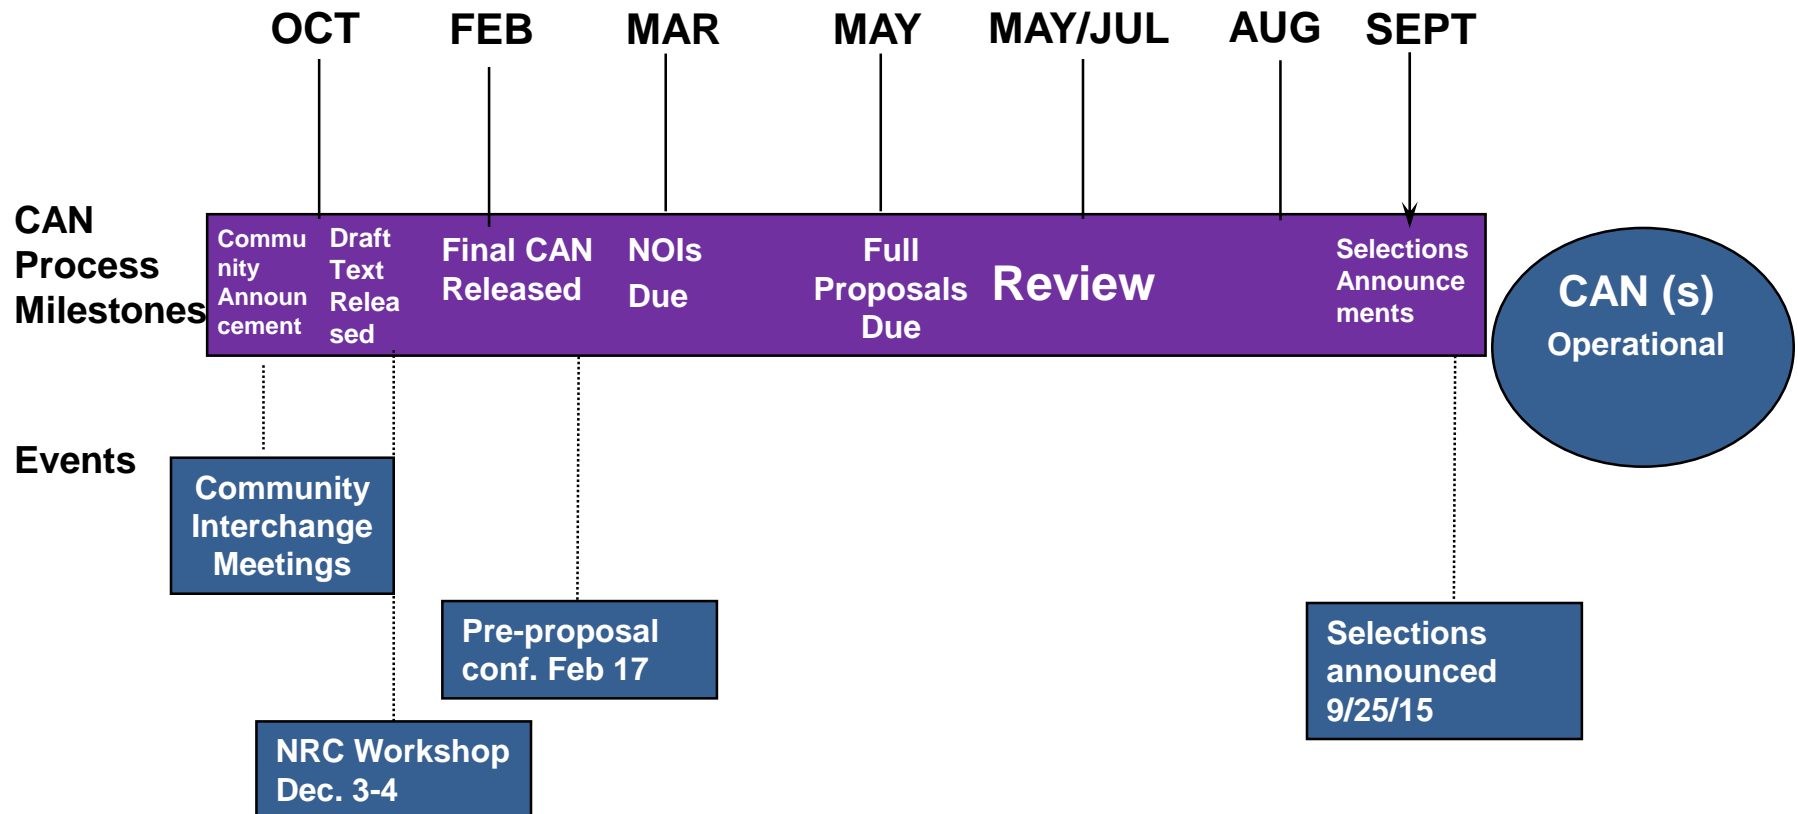 OCT FEB MAR MAY MAY/JUL AUG SEPT
CAN
Process
Milestones
Commu
nity
Announ
cement
Draft
Text
Relea
sed
Final CAN
Released
NOIs
Due
Full
Proposals
Due
Review
Selections
Announce
ments
CAN (s)
Operational
Events
Community
Interchange
Meetings
Pre-proposal
conf. Feb 17
NRC Workshop
Dec. 3-4
Selections
announced
9/25/15